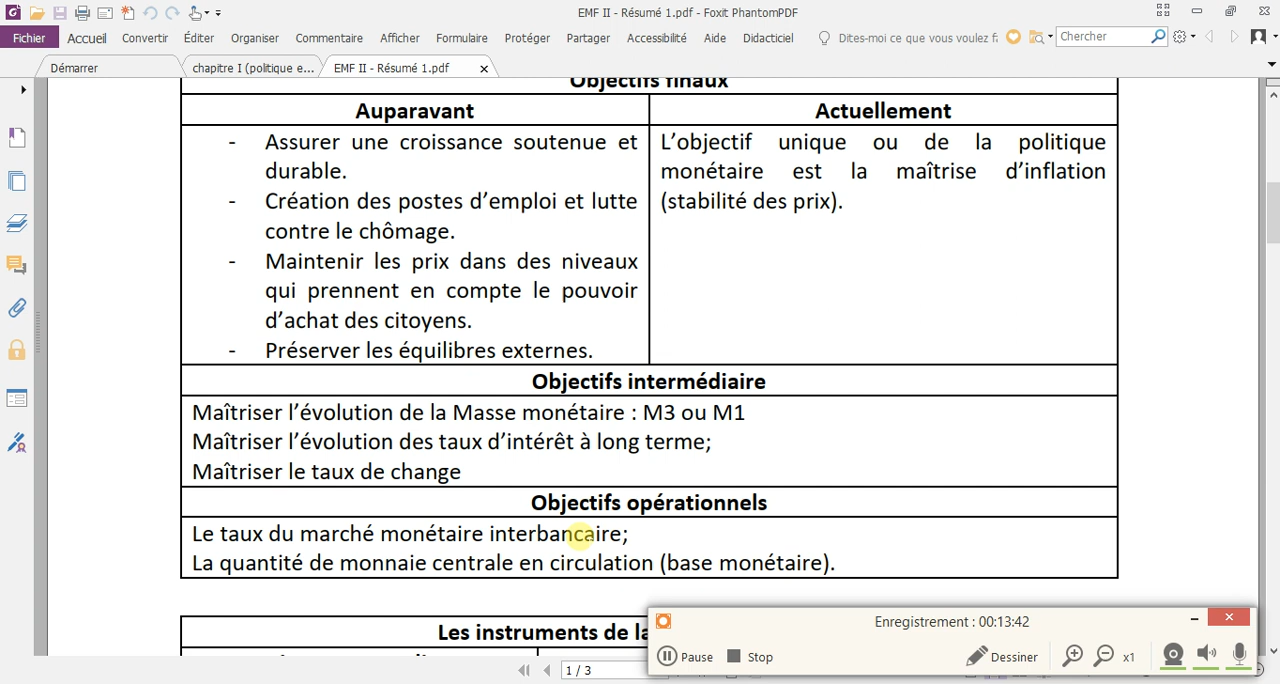 EMF II - Résumé 1.pdf - Foxit PhantomPDF
Fichier Accueil Convertir Éditer Organiser Commentaire Afficher Formulaire Protéger Partager Accessibilité Aide Didacticiel Dites-moi ce que vous voulez f Chercher
Démarrer chapitre I (politique e... EMF II - Résumé 1.pdf
Objectifs finaux
Auparavant Actuellement
- Assurer une croissance soutenue et
durable.
- Création des postes d'emploi et lutte
contre le chômage.
- Maintenir les prix dans des niveaux
qui prennent en compte le pouvoir
d'achat des citoyens.
- Préserver les équilibres externes.
L'objectif unique ou de la politique
monétaire est la maîtrise d'inflation
(stabilité des prix).
Objectifs intermédiaire
Maîtriser l'évolution de la Masse monétaire : M3 ou M1
Maîtriser l'évolution des taux d'intérêt à long terme;
Maîtriser le taux de change
Objectifs opérationnels
Le taux du marché monétaire interbancaire;
La quantité de monnaie centrale en circulation (base monétaire).
Les instruments de la
Enregistrement : 00:13:42
Pause Stop Dessiner x1
1 / 3